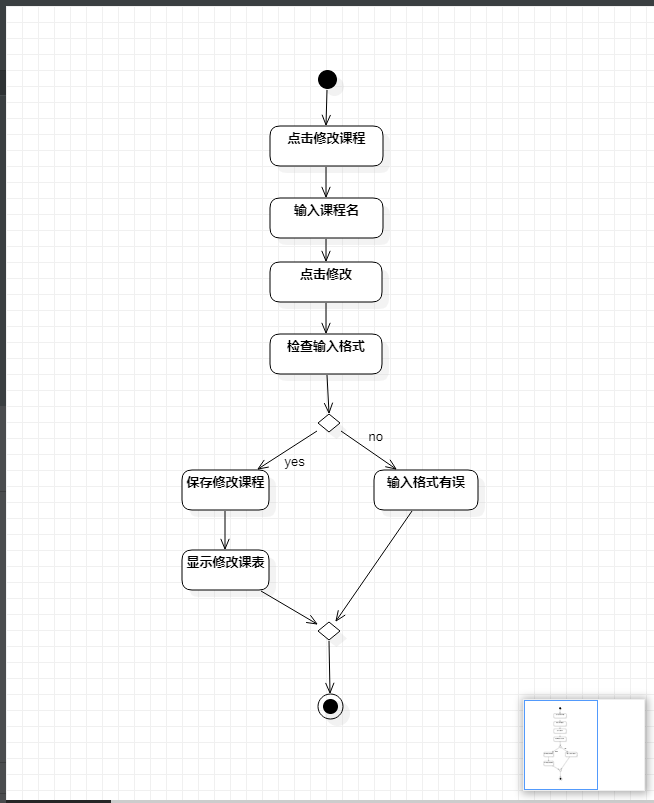 点击修改课程
输入课程名
点击修改
检查输入格式
no
yes
保存修改课程
输入格式有误
显示修改课表